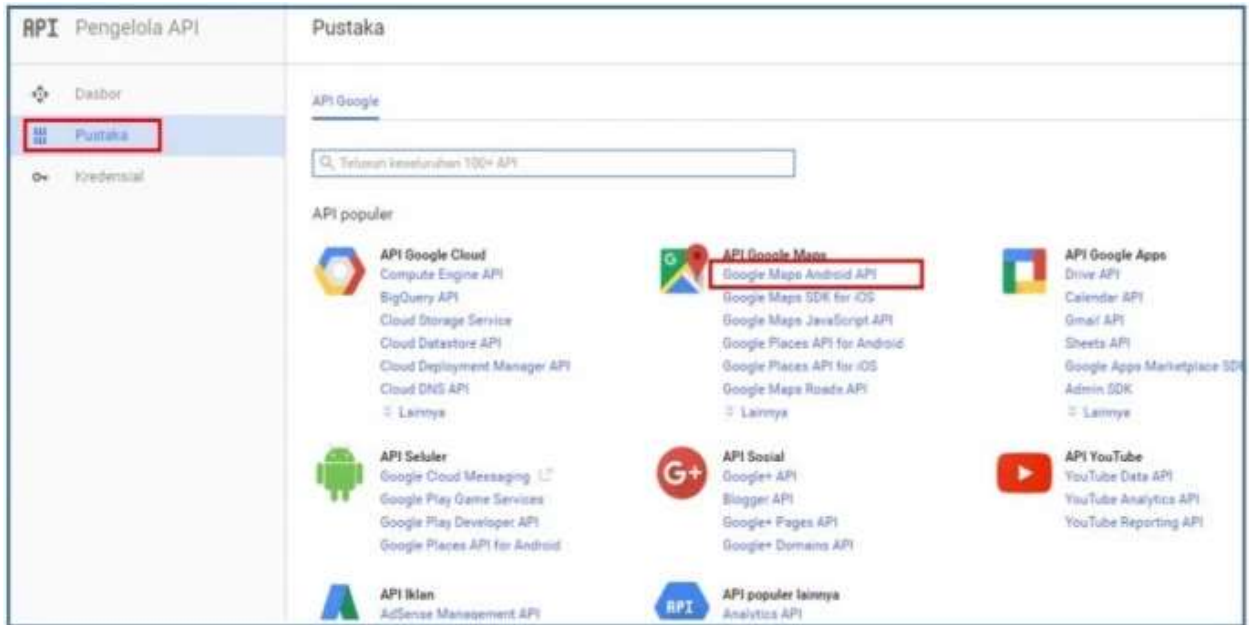 API Pengelola API
Pustaka
Dasbor
Pustaka
Kredensial
API Google
Telusuri keseluruhan 100+ API
API populer
API Google Cloud
Compute Engine API
BigQuery API
Cloud Storage Service
Cloud Datastore API
Cloud Deployment Manager API
Cloud DNS API
Lainnya
API Google Maps
Google Maps Android API
Google Maps SDK for iOS
Google Maps JavaScript API
Google Places API for Android
Google Places API for iOS
Google Maps Roads API
Lainnya
API Google Apps
Drive API
Calendar API
Gmail API
Sheets API
Google Apps Marketplace SDK
Admin SDK
Lainnya
API Seluler
Google Cloud Messaging
Google Play Game Services
Google Play Developer API
Google Places API for Android
API Sosial
G+
Google+ API
Blogger API
Google+ Pages API
Google+ Domains API
API YouTube
YouTube Data API
YouTube Analytics API
YouTube Reporting API
API Iklan
AdSense Management API
API
API populer lainnya
Analytics API